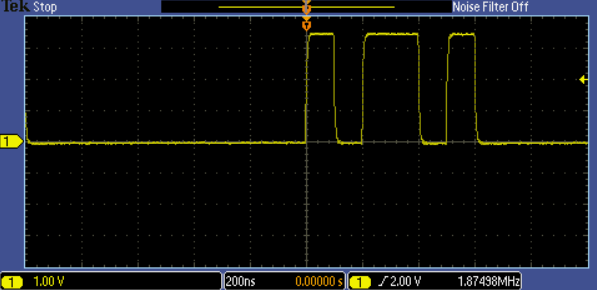 Tek Stop
Noise Filter Off
T
T
1
1 1.00 V
200ns 0.00000 s
1 2.00 V 1.87498MHz